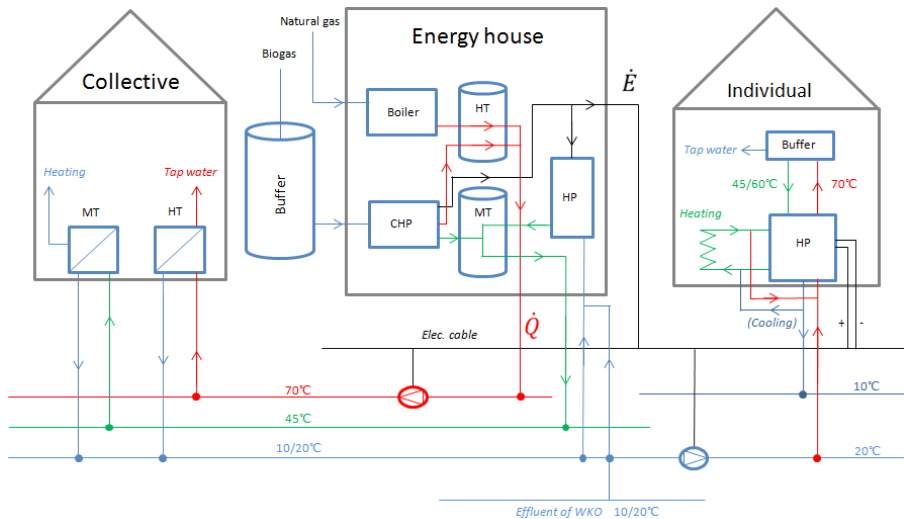 Natural gas
Biogas
Energy house
Collective
Individual
Ė
HT
Boiler
Buffer
Tap water
Heating
Tap water
45/60℃
70℃
MT
HT
Buffer
CHP
MT
HP
Heating
HP
(Cooling)
+
-
Elec. cable
Q̇
70℃
10℃
45℃
10/20℃
20℃
Effluent of WKO 10/20℃